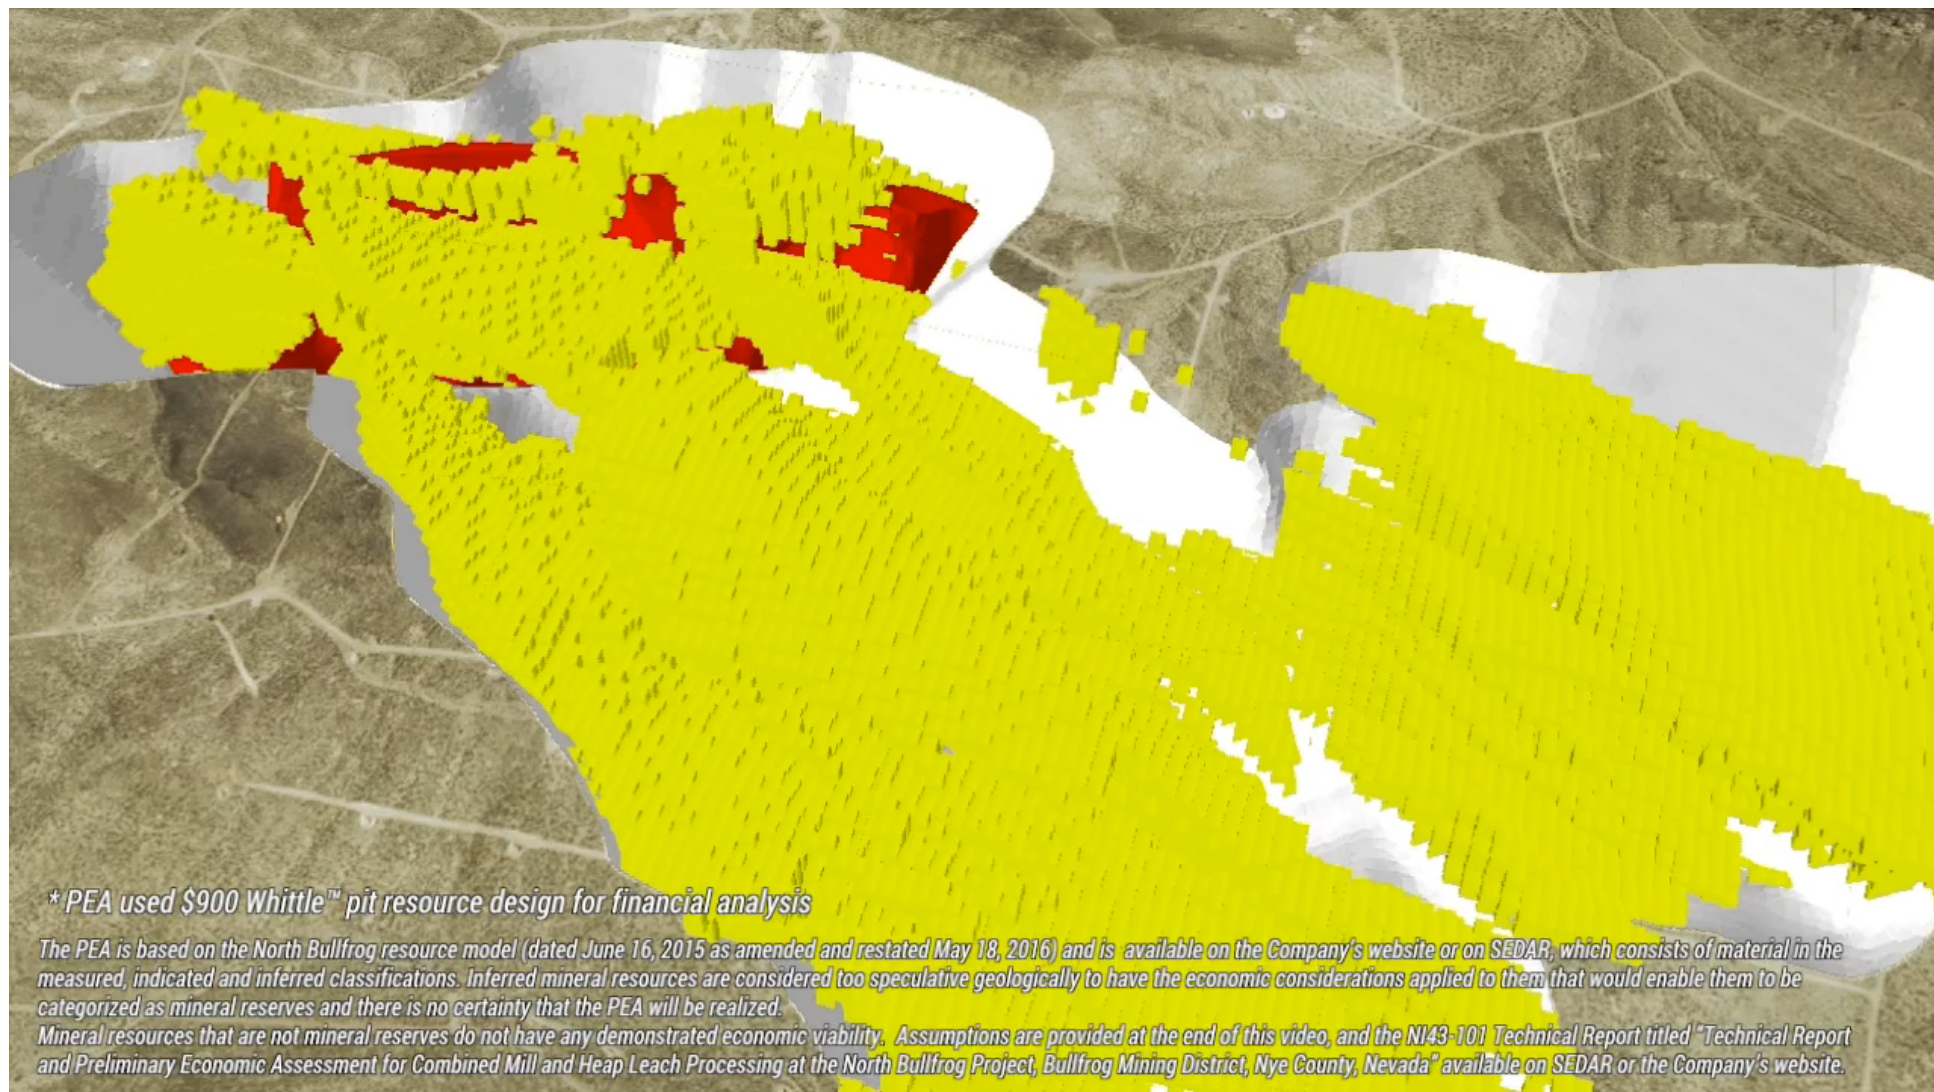 * PEA used $900 Whittle™ pit resource design for financial analysis
The PEA is based on the North Bullfrog resource model (dated June 16, 2015 as amended and restated May 18, 2016) and is available on the Company's website or on SEDAR, which consists of material in the
measured, indicated and inferred classifications. Inferred mineral resources are considered too speculative geologically to have the economic considerations applied to them that would enable them to be
categorized as mineral reserves and there is no certainty that the PEA will be realized.
Mineral resources that are not mineral reserves do not have any demonstrated economic viability. Assumptions are provided at the end of this video, and the NI43-101 Technical Report titled "Technical Report
and Preliminary Economic Assessment for Combined Mill and Heap Leach Processing at the North Bullfrog Project, Bullfrog Mining District, Nye County, Nevada" available on SEDAR or the Company's website.